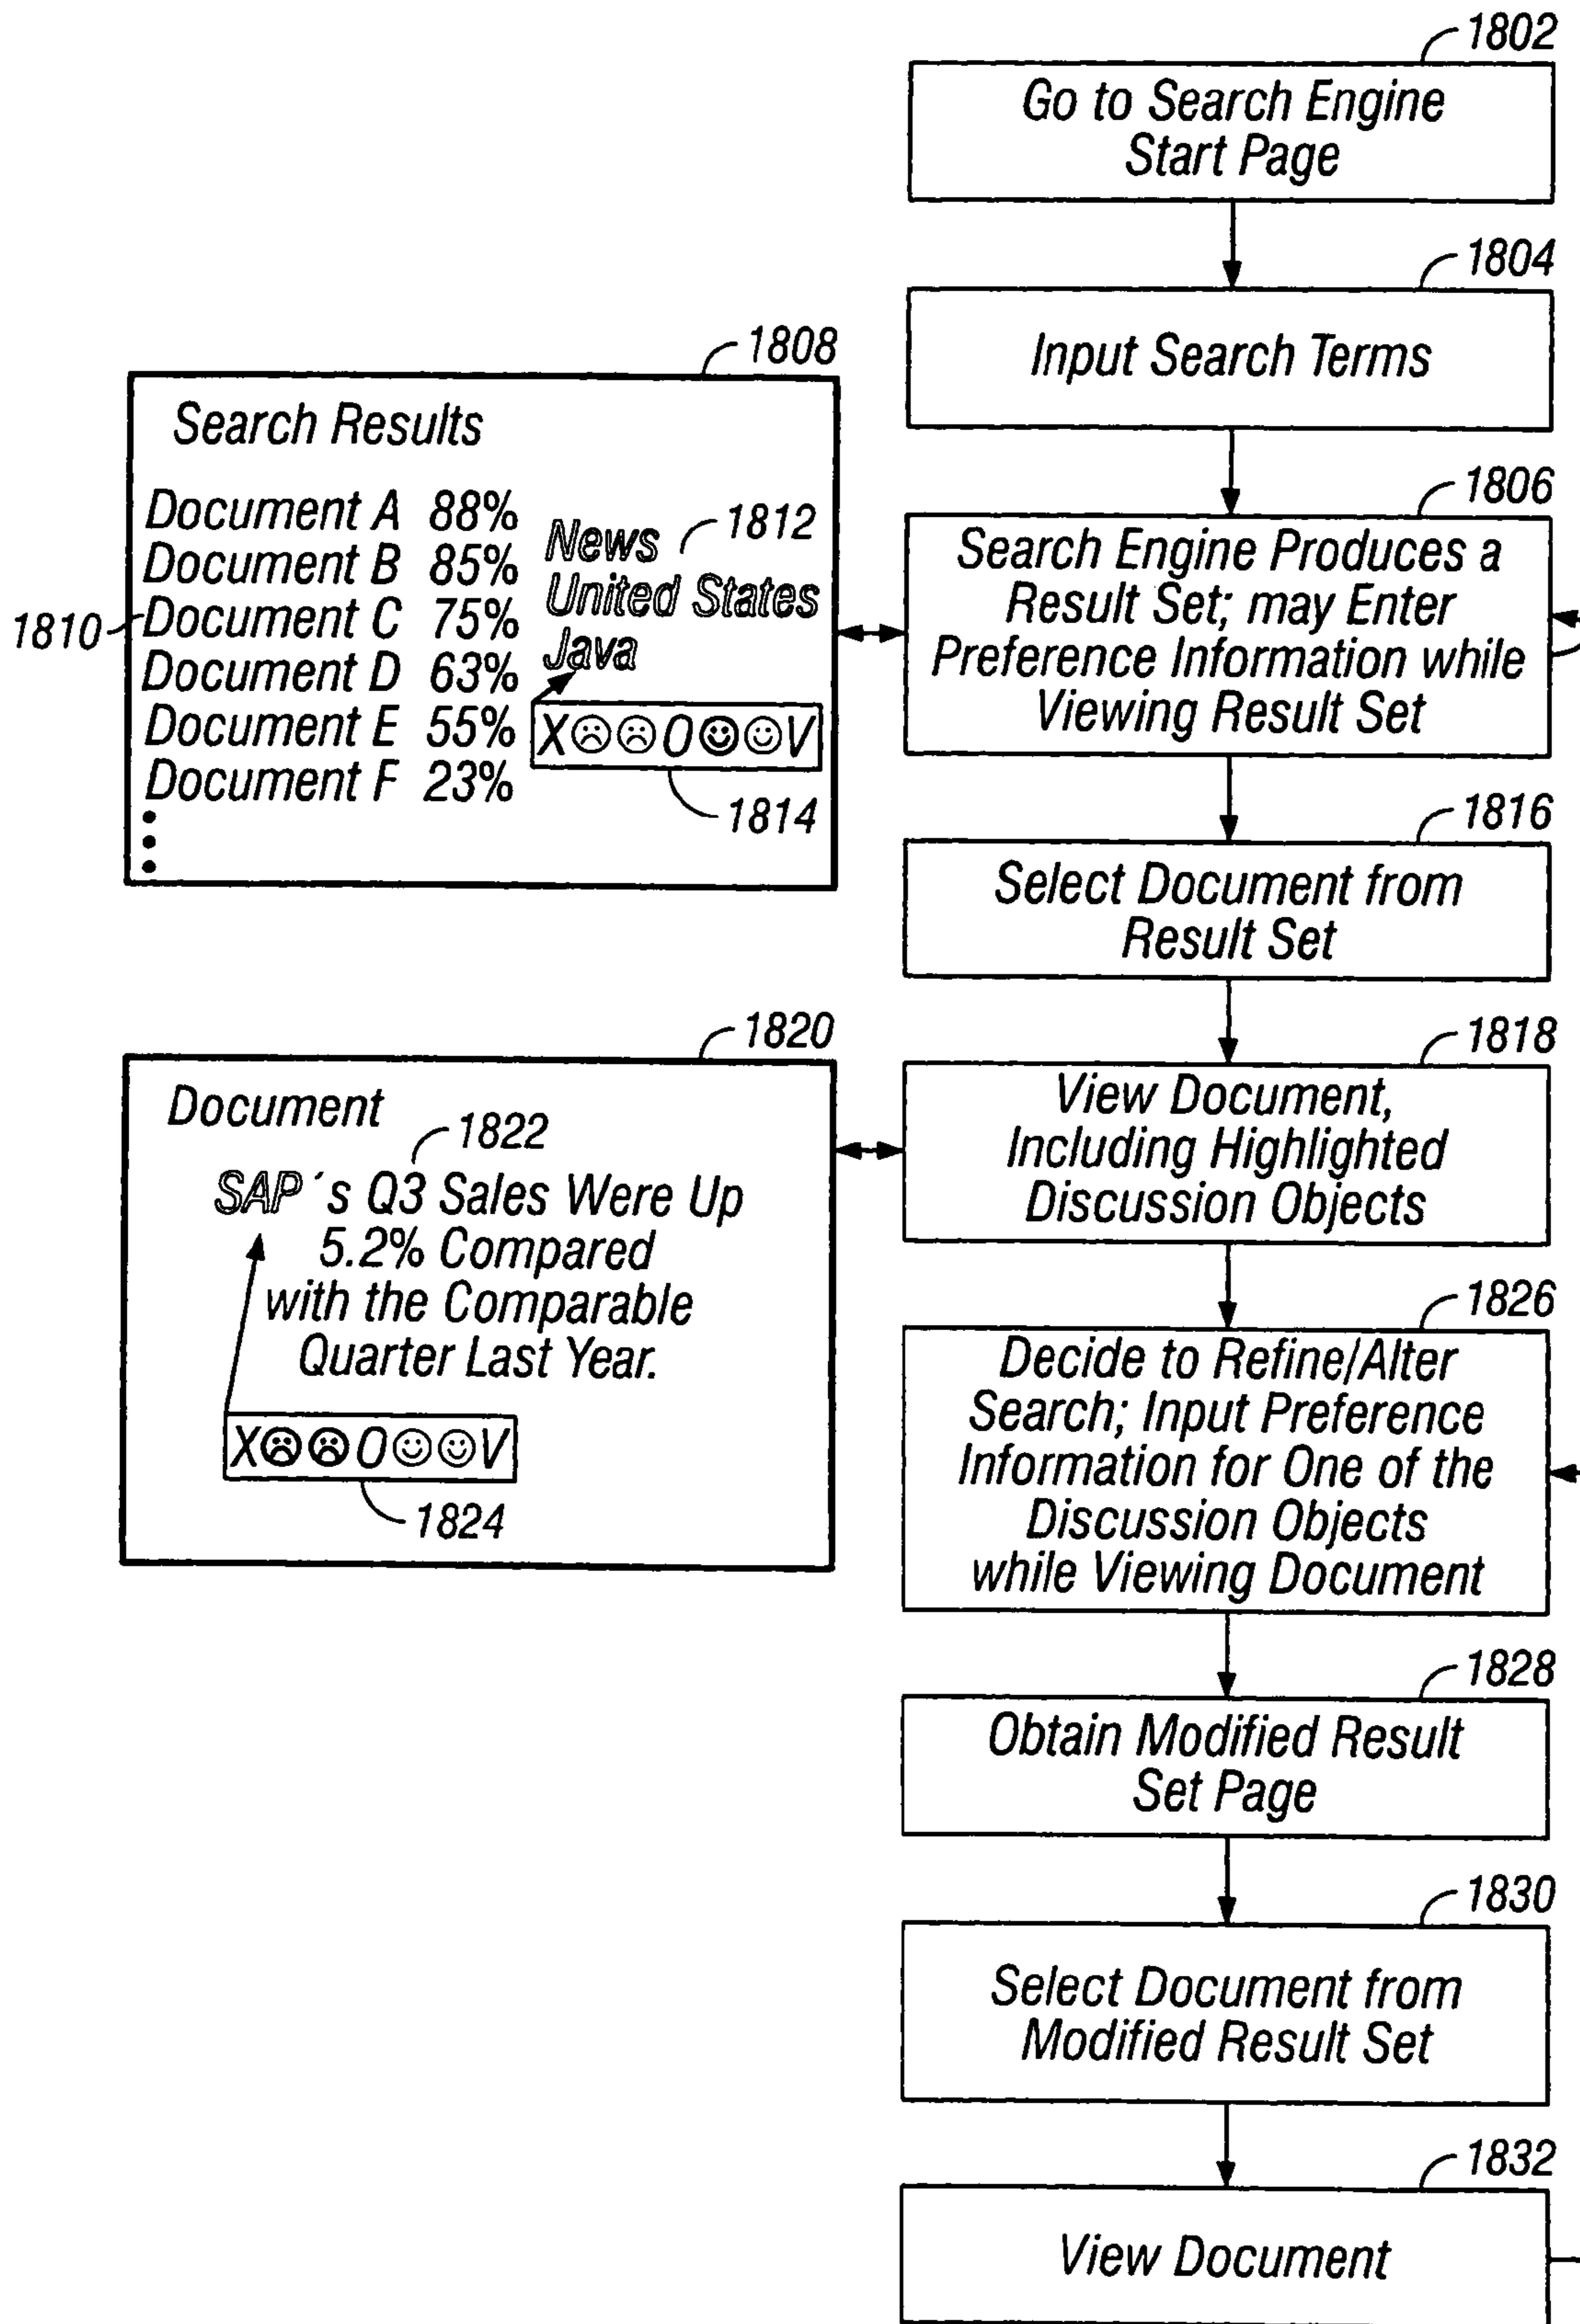 1802
Go to Search Engine
Start Page
1804
Input Search Terms
1806
Search Engine Produces a
Result Set; may Enter
Preference Information while
Viewing Result Set
1808
Search Results
Document A 88%
Document B 85%
Document C 75%
Document D 63%
Document E 55%
Document F 23%
1810
1812
News
United States
Java
X O V
1814
1816
Select Document from
Result Set
1818
View Document,
Including Highlighted
Discussion Objects
1820
Document
1822
SAP´s Q3 Sales Were Up
5.2% Compared
with the Comparable
Quarter Last Year.
X O V
1824
1826
Decide to Refine/Alter
Search; Input Preference
Information for One of the
Discussion Objects
while Viewing Document
1828
Obtain Modified Result
Set Page
1830
Select Document from
Modified Result Set
1832
View Document